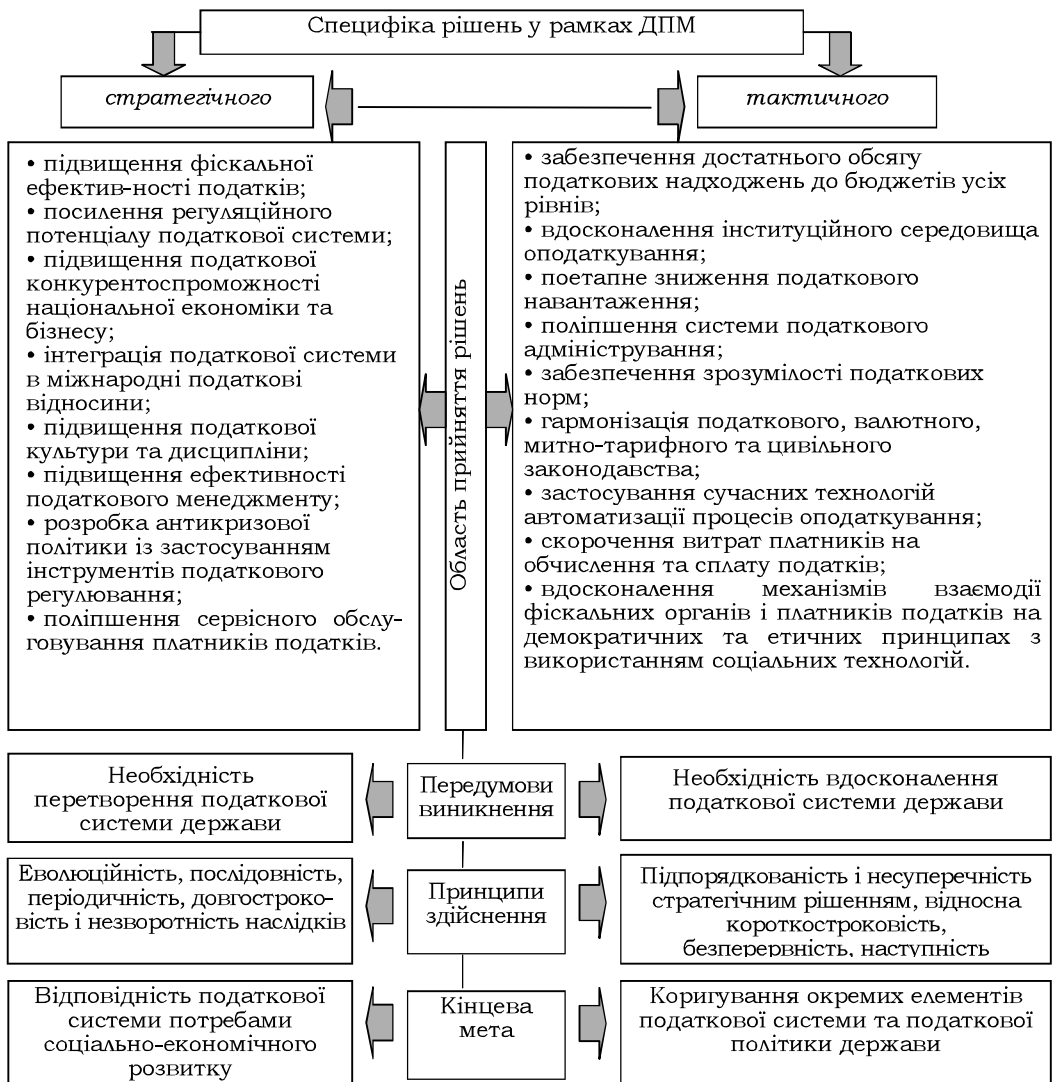 Специфіка рішень у рамках ДПМ
стратегічного
тактичного
• підвищення фіскальної
ефектив-ності податків;
• посилення регуляційного
потенціалу податкової системи;
• підвищення податкової
конкурентоспроможності
національної економіки та
бізнесу;
• інтеграція податкової системи
в міжнародні податкові
відносини;
• підвищення податкової
культури та дисципліни;
• підвищення ефективності
податкового менеджменту;
• розробка антикризової
політики із застосуванням
інструментів податкового
регулювання;
• поліпшення сервісного обслу-
говування платників податків.
Область прийняття рішень
• забезпечення достатнього обсягу
податкових надходжень до бюджетів усіх
рівнів;
• вдосконалення інституційного середовища
оподаткування;
• поетапне зниження податкового
навантаження;
• поліпшення системи податкового
адміністрування;
• забезпечення зрозумілості податкових
норм;
• гармонізація податкового, валютного,
митно-тарифного та цивільного
законодавства;
• застосування сучасних технологій
автоматизації процесів оподаткування;
• скорочення витрат платників на
обчислення та сплату податків;
• вдосконалення механізмів взаємодії
фіскальних органів і платників податків на
демократичних та етичних принципах з
використанням соціальних технологій.
Необхідність
перетворення податкової
системи держави
Передумови
виникнення
Необхідність вдосконалення
податкової системи держави
Еволюційність, послідовність,
періодичність, довгостроко-
вість і незворотність наслідків
Принципи
здійснення
Підпорядкованість і несуперечність
стратегічним рішенням, відносна
короткостроковість,
безперервність, наступність
Відповідність податкової
системи потребами
соціально-економічного
розвитку
Кінцева
мета
Коригування окремих елементів
податкової системи та податкової
політики держави